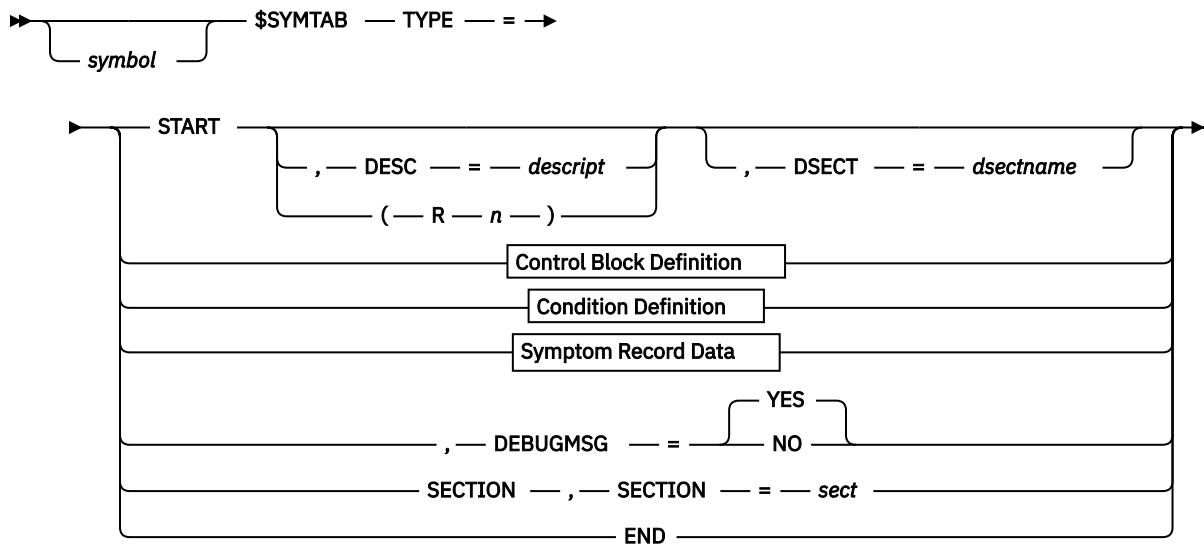 $SYMTAB TYPE =
symbol
START
, DESC = descript , DSECT = dsectname
( R n )
Control Block Definition
Condition Definition
Symptom Record Data
YES
, DEBUGMSG = NO
SECTION , SECTION = sect
END